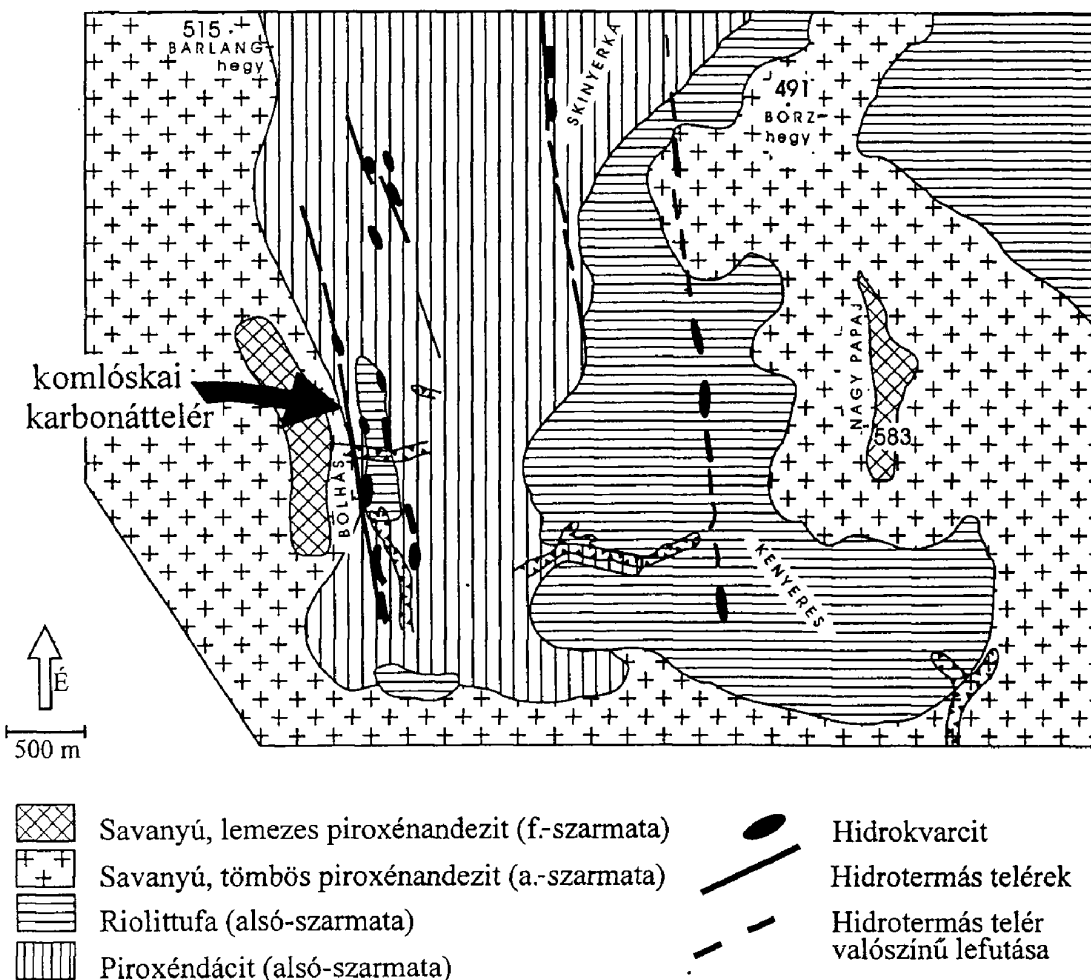 515
BARLANG-
hegy
SKINYERKA
491
BORZ-
hegy
NAGY PAPAJ
583
komlóskai
karbonáttelér
BOLHÁS
KENYERES
É
500 m
Savanyú, lemezes piroxénandezit (f.-szarmata)
Savanyú, tömbös piroxénandezit (a.-szarmata)
Riolittufa (alsó-szarmata)
Piroxéndácit (alsó-szarmata)
Hidrokvarcit
Hidrotermás telérek
Hidrotermás telér
valószínű lefutása